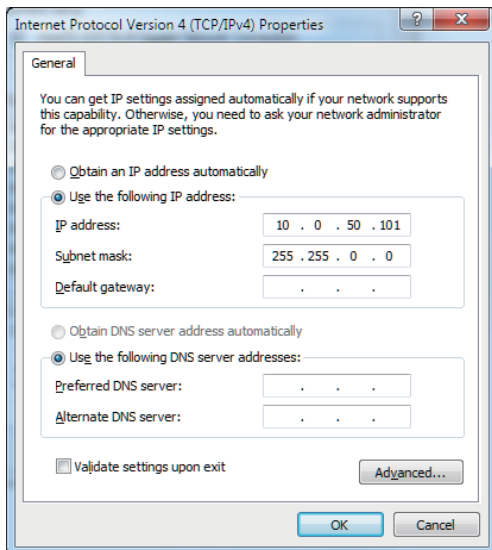 Internet Protocol Version 4 (TCP/IPv4) Properties
?
X
General
You can get IP settings assigned automatically if your network supports
this capability. Otherwise, you need to ask your network administrator
for the appropriate IP settings.
Obtain an IP address automatically
Use the following IP address:
IP address: 10 . 0 . 50 . 101
Subnet mask: 255 . 255 . 0 . 0
Default gateway: . . .
Obtain DNS server address automatically
Use the following DNS server addresses:
Preferred DNS server: . . .
Alternate DNS server: . . .
Validate settings upon exit
Advanced...
OK
Cancel